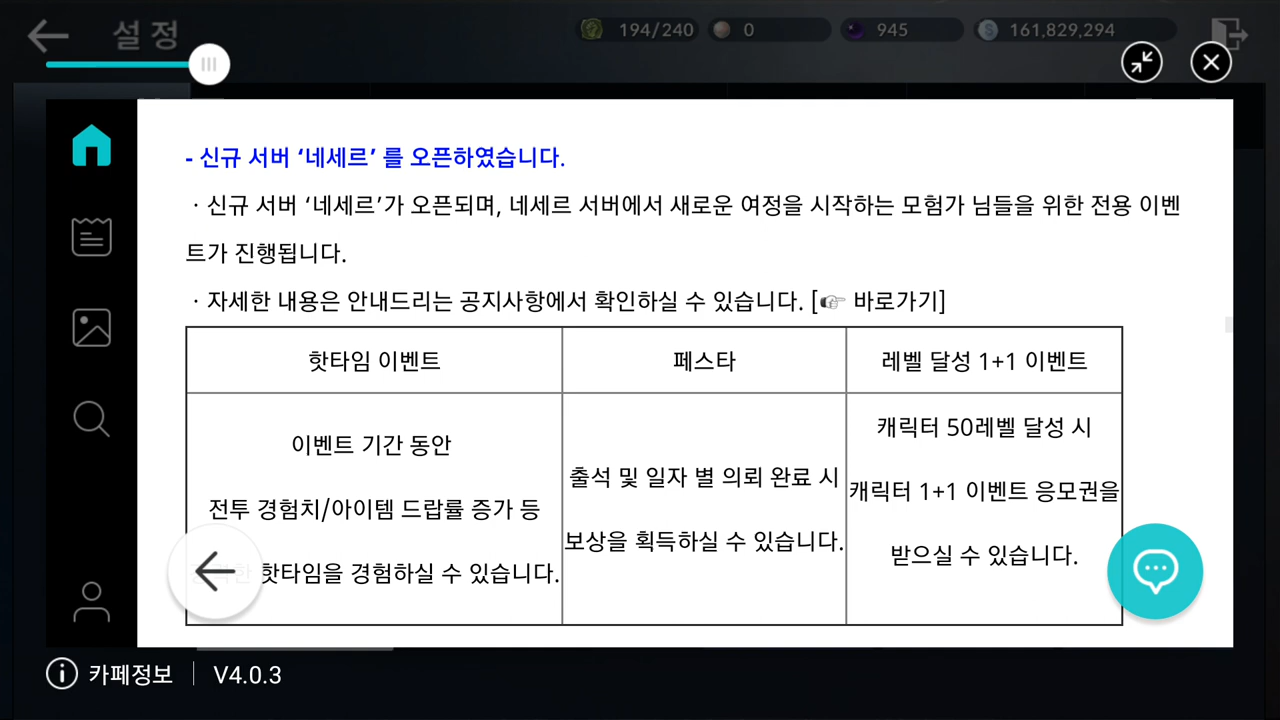 설정
194/240
0
945
161,829,294
- 신규 서버 ‘네세르’ 를 오픈하였습니다.
· 신규 서버 ‘네세르’가 오픈되며, 네세르 서버에서 새로운 여정을 시작하는 모험가 님들을 위한 전용 이벤
트가 진행됩니다.
· 자세한 내용은 안내드리는 공지사항에서 확인하실 수 있습니다. [☞ 바로가기]
핫타임 이벤트
페스타
레벨 달성 1+1 이벤트
이벤트 기간 동안
전투 경험치/아이템 드랍률 증가 등
핫타임을 경험하실 수 있습니다.
출석 및 일자 별 의뢰 완료 시
보상을 획득하실 수 있습니다.
캐릭터 50레벨 달성 시
캐릭터 1+1 이벤트 응모권을
받으실 수 있습니다.
카페정보
V4.0.3